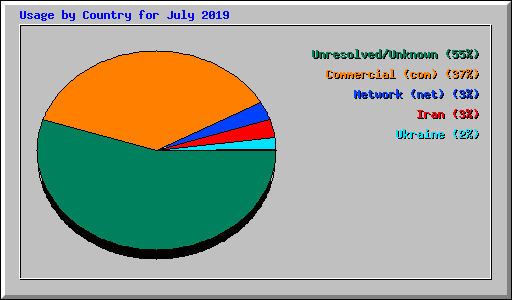 Usage by Country for July 2019
Unresolved/Unknown (55%)
Commercial (com) (37%)
Network (net) (3%)
Iran (3%)
Ukraine (2%)